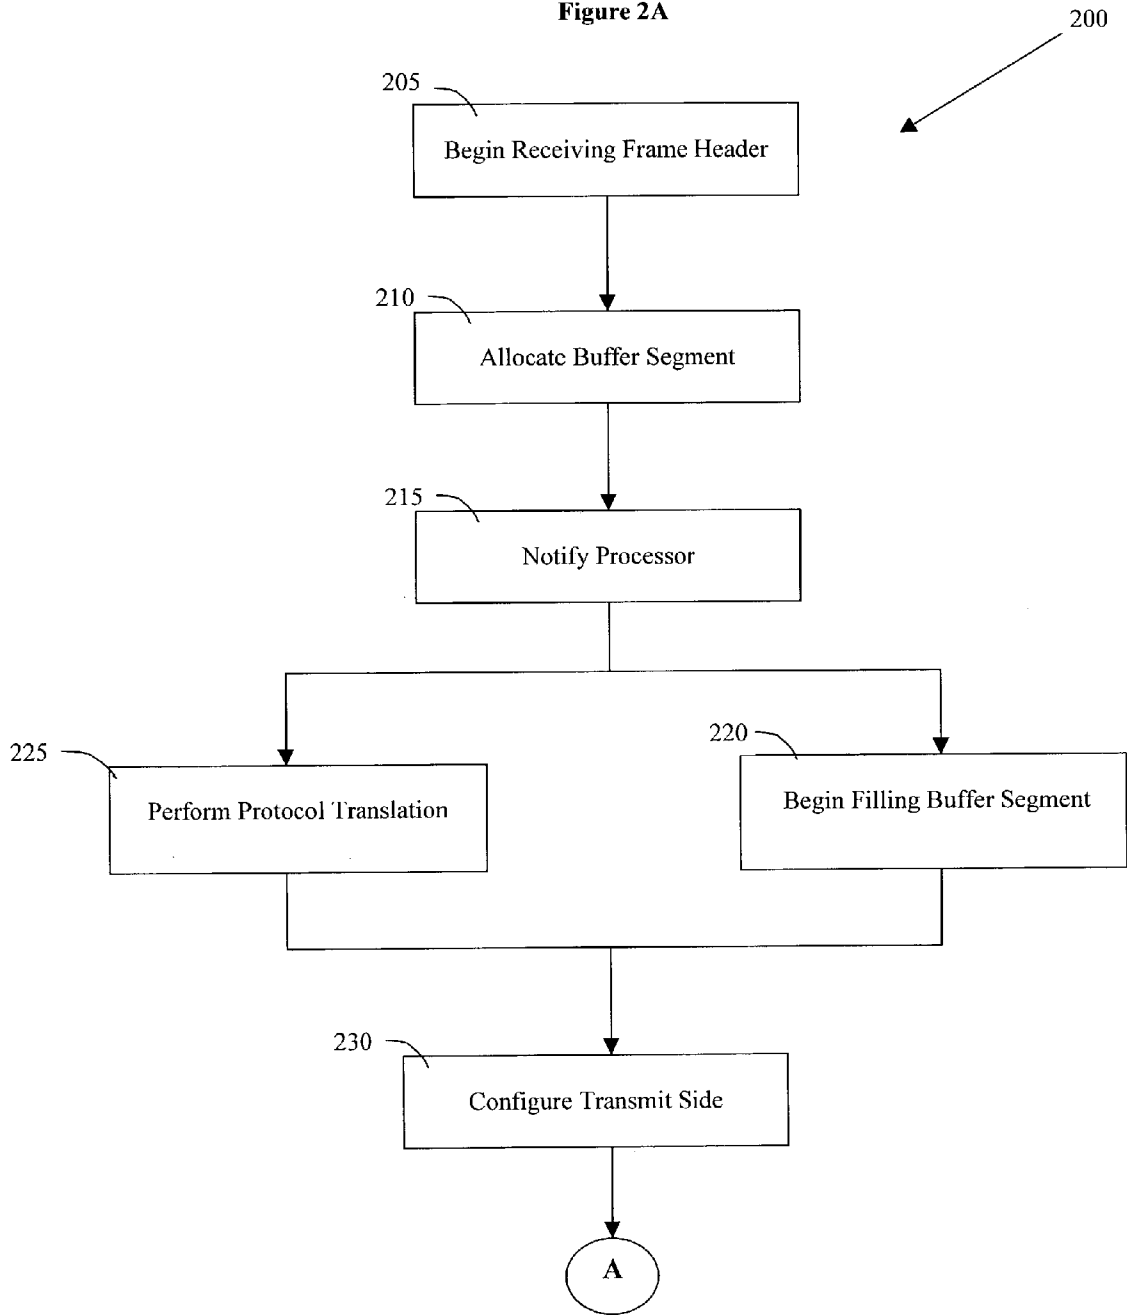 Figure 2A
200
205
Begin Receiving Frame Header
210
Allocate Buffer Segment
215
Notify Processor
225
Perform Protocol Translation
220
Begin Filling Buffer Segment
230
Configure Transmit Side
A